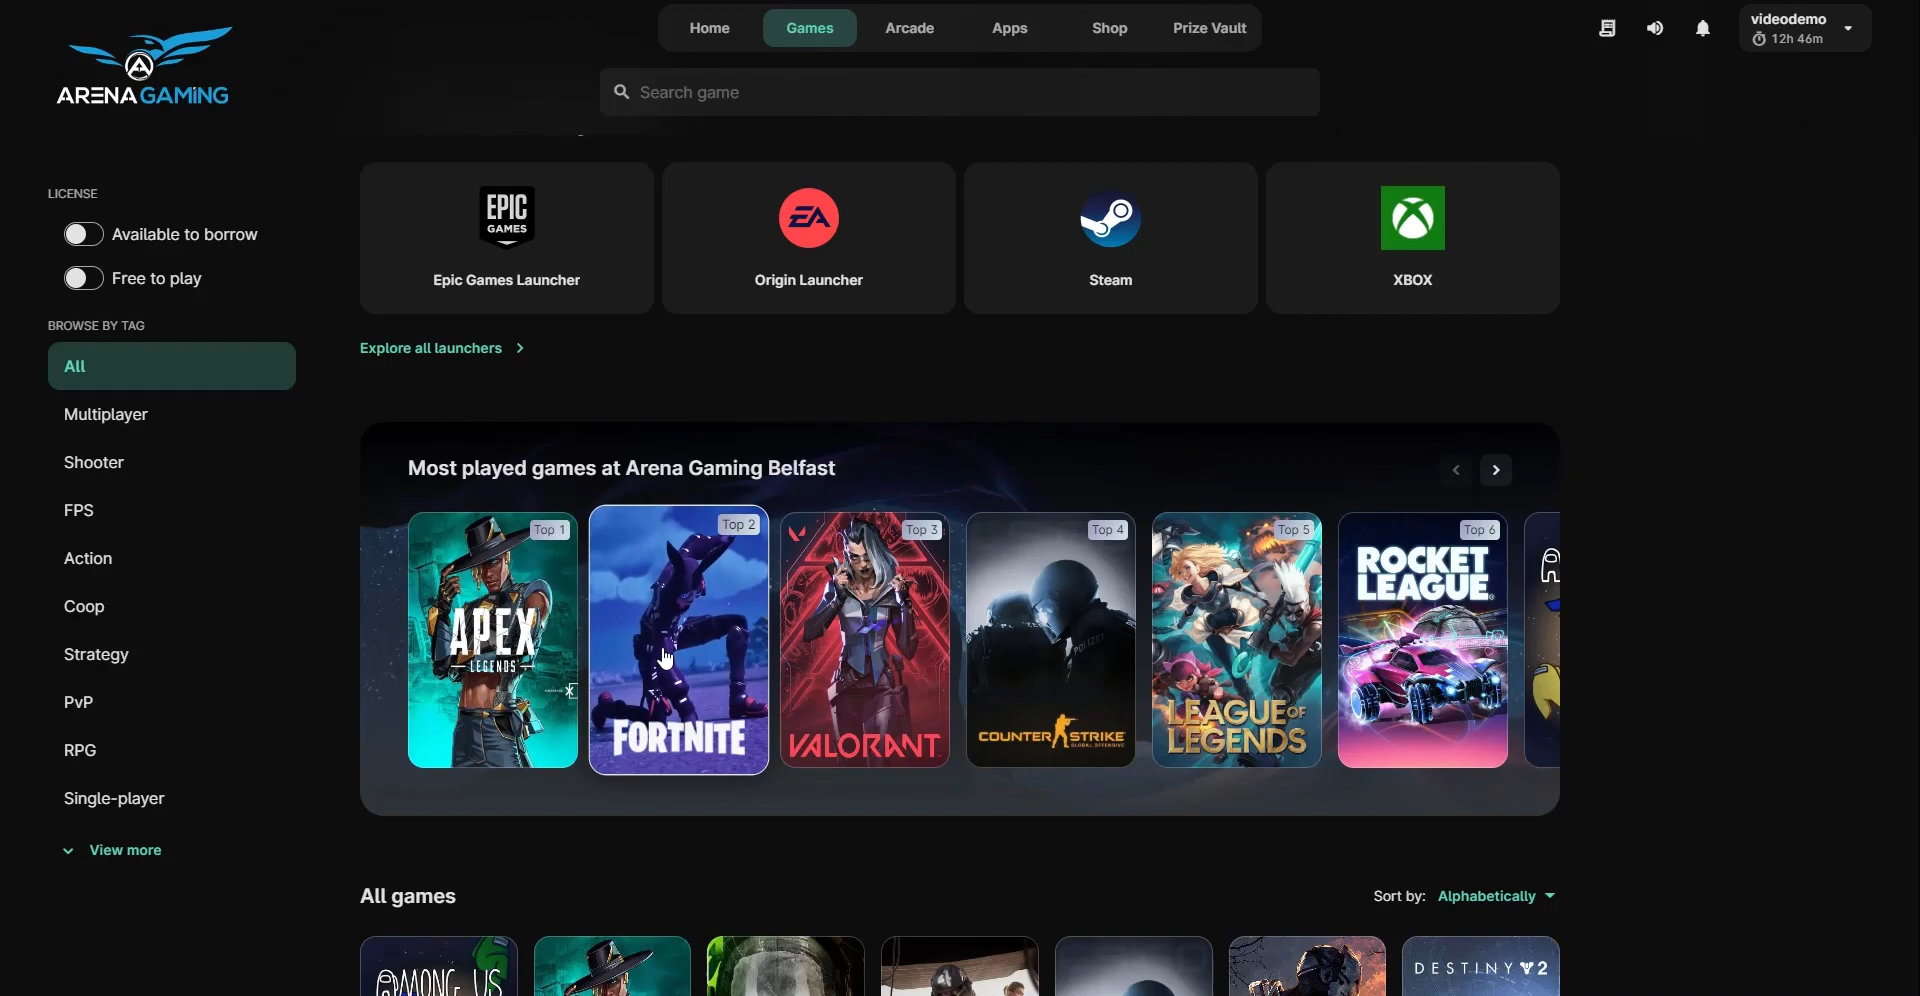 Home
Games
Arcade
Apps
Shop
Prize Vault
videodemo
12h 46m
ARENA GAMING
Search game
LICENSE
Available to borrow
Free to play
BROWSE BY TAG
All
Multiplayer
Shooter
FPS
Action
Coop
Strategy
PvP
RPG
Single-player
View more
EPIC
GAMES
Epic Games Launcher
EA
Origin Launcher
Steam
XBOX
Explore all launchers
Most played games at Arena Gaming Belfast
Top 1
APEX
LEGENDS
Top 2
FORTNITE
Top 3
VALORANT
Top 4
POLIZEI
COUNTER STRIKE
GLOBAL OFFENSIVE
Top 5
LEAGUE OF
LEGENDS
Top 6
ROCKET
LEAGUE
All games
Sort by: Alphabetically
AMONG US
DESTINY 2